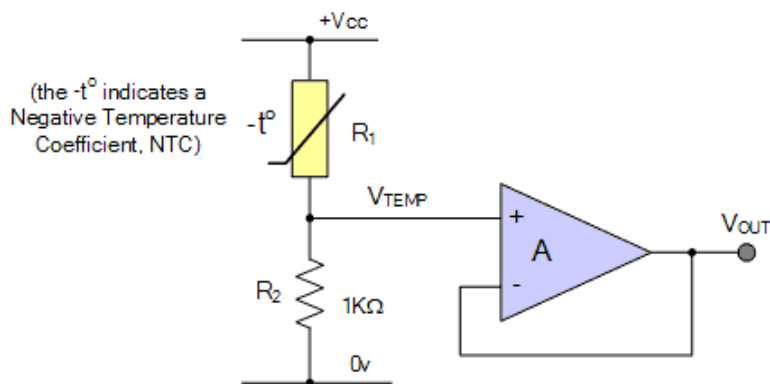 +Vcc
(the -t° indicates a
Negative Temperature
Coefficient, NTC)
-t°
R₁
VTEMP
+
A
-
VOUT
R₂
1KΩ
0v